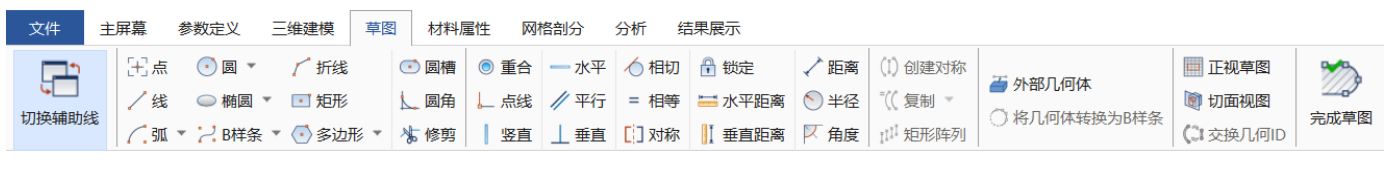 文件 主屏幕 参数定义 三维建模 草图 材料属性 网格剖分 分析 结果展示
点 圆 折线 圆槽 重合 水平 相切 锁定 距离 创建对称 正视草图
外部几何体
线 椭圆 矩形 圆角 点线 平行 相等 水平距离 半径 复制 切面视图
切换辅助线 将几何体转换为B样条 完成草图
弧 B样条 多边形 修剪 竖直 垂直 对称 垂直距离 角度 矩形阵列 交换几何ID